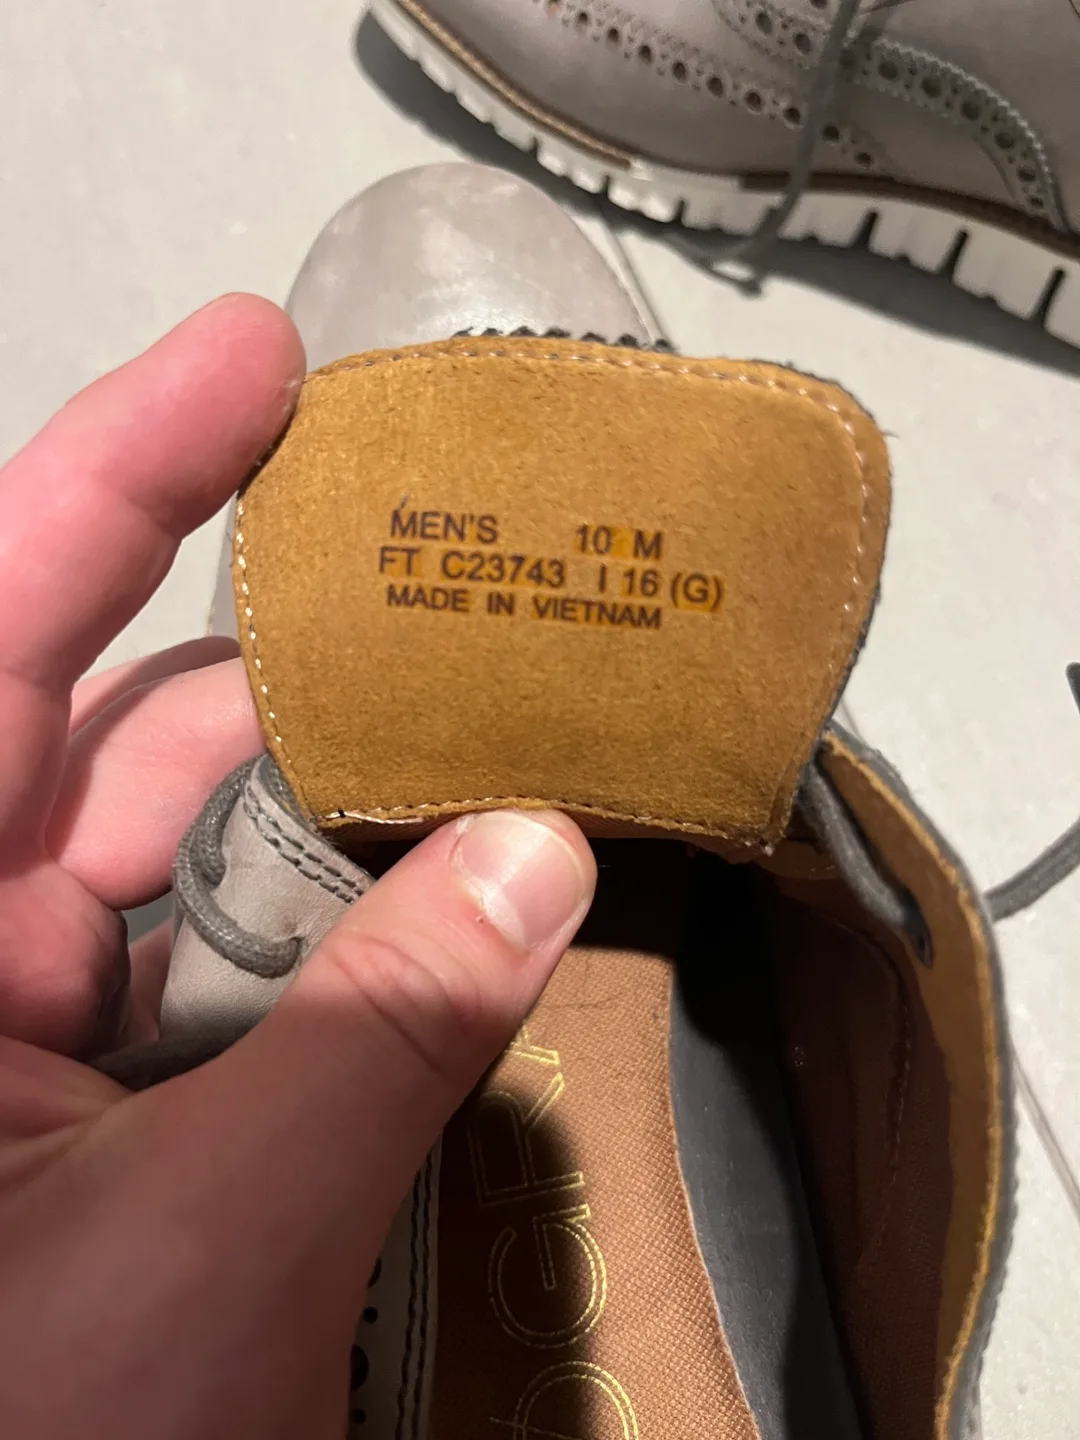 MEN'S 10 M
FT C23743 I 16 (G)
MADE IN VIETNAM